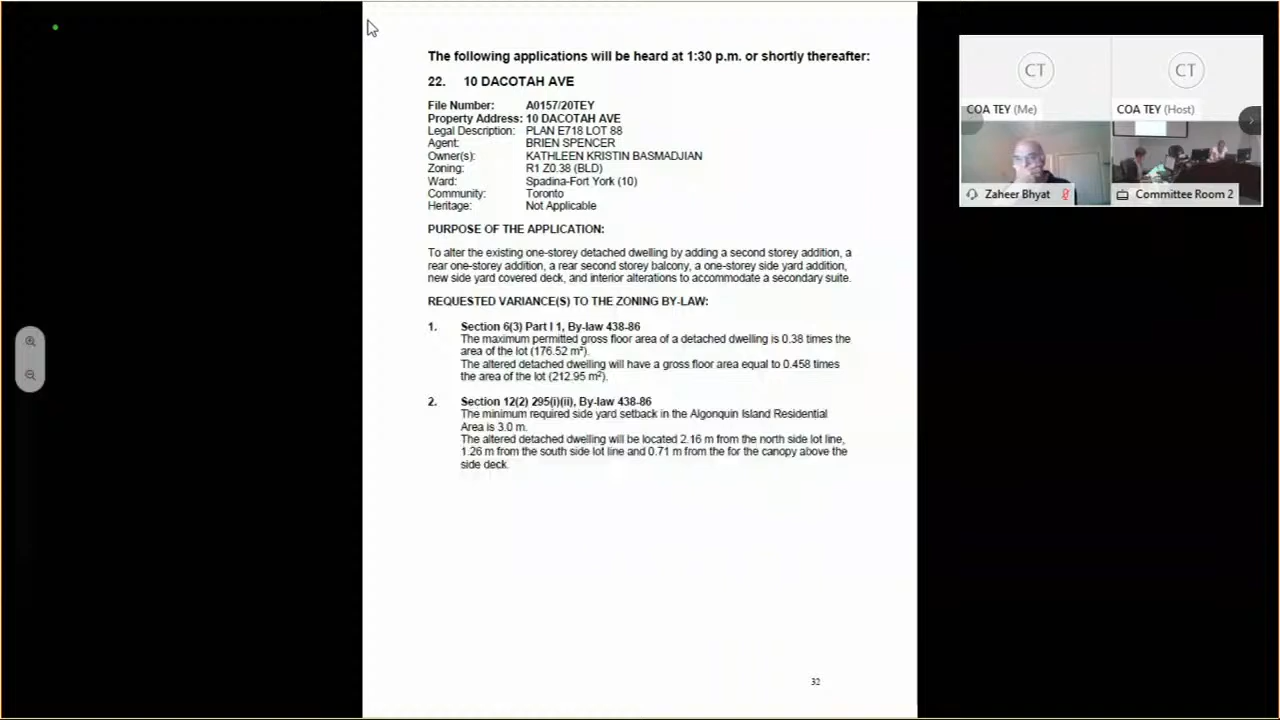 The following applications will be heard at 1:30 p.m. or shortly thereafter:
22. 10 DACOTAH AVE
File Number: A0157/20TEY
Property Address: 10 DACOTAH AVE
Legal Description: PLAN E718 LOT 88
Agent: BRIEN SPENCER
Owner(s): KATHLEEN KRISTIN BASMADJIAN
Zoning: R1 Z0.38 (BLD)
Ward: Spadina-Fort York (10)
Community: Toronto
Heritage: Not Applicable
PURPOSE OF THE APPLICATION:
To alter the existing one-storey detached dwelling by adding a second storey addition, a
rear one-storey addition, a rear second storey balcony, a one-storey side yard addition,
new side yard covered deck, and interior alterations to accommodate a secondary suite.
REQUESTED VARIANCE(S) TO THE ZONING BY-LAW:
1. Section 6(3) Part I 1, By-law 438-86
The maximum permitted gross floor area of a detached dwelling is 0.38 times the
area of the lot (176.52 m²).
The altered detached dwelling will have a gross floor area equal to 0.458 times
the area of the lot (212.95 m²).
2. Section 12(2) 295(i)(ii), By-law 438-86
The minimum required side yard setback in the Algonquin Island Residential
Area is 3.0 m.
The altered detached dwelling will be located 2.16 m from the north side lot line,
1.26 m from the south side lot line and 0.71 m from the for the canopy above the
side deck.
32
CT
CT
COA TEY (Me)
COA TEY (Host)
Zaheer Bhyat
Committee Room 2